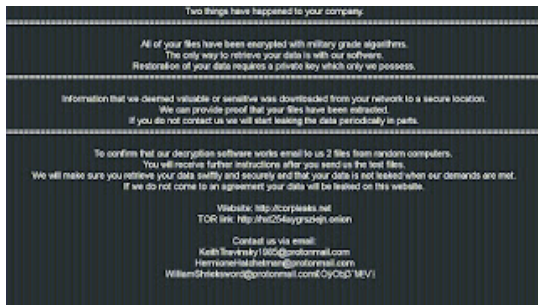 Two things have happened to your company.
All of your files have been encrypted with military grade algorithms.
The only way to retrieve your data is with our software.
Restoration of your data requires a private key which only we possess.
Information that we deemed valuable or sensitive was downloaded from your network to a secure location.
We can provide proof that your files have been extracted.
If you do not contact us we will start leaking the data periodically in parts.
To confirm that our decryption software works email to us 2 files from random computers.
You will receive further instructions after you send us the test files.
We will make sure you retrieve your data swiftly and securely and that your data is not leaked when our demands are met.
If we do not come to an agreement your data will be leaked on this website.
Website: http://corpleaks.net
TOR link:
Contact us via email:
KeithTravinsky1985@protonmail.com
HermioneHatchetman@protonmail.com